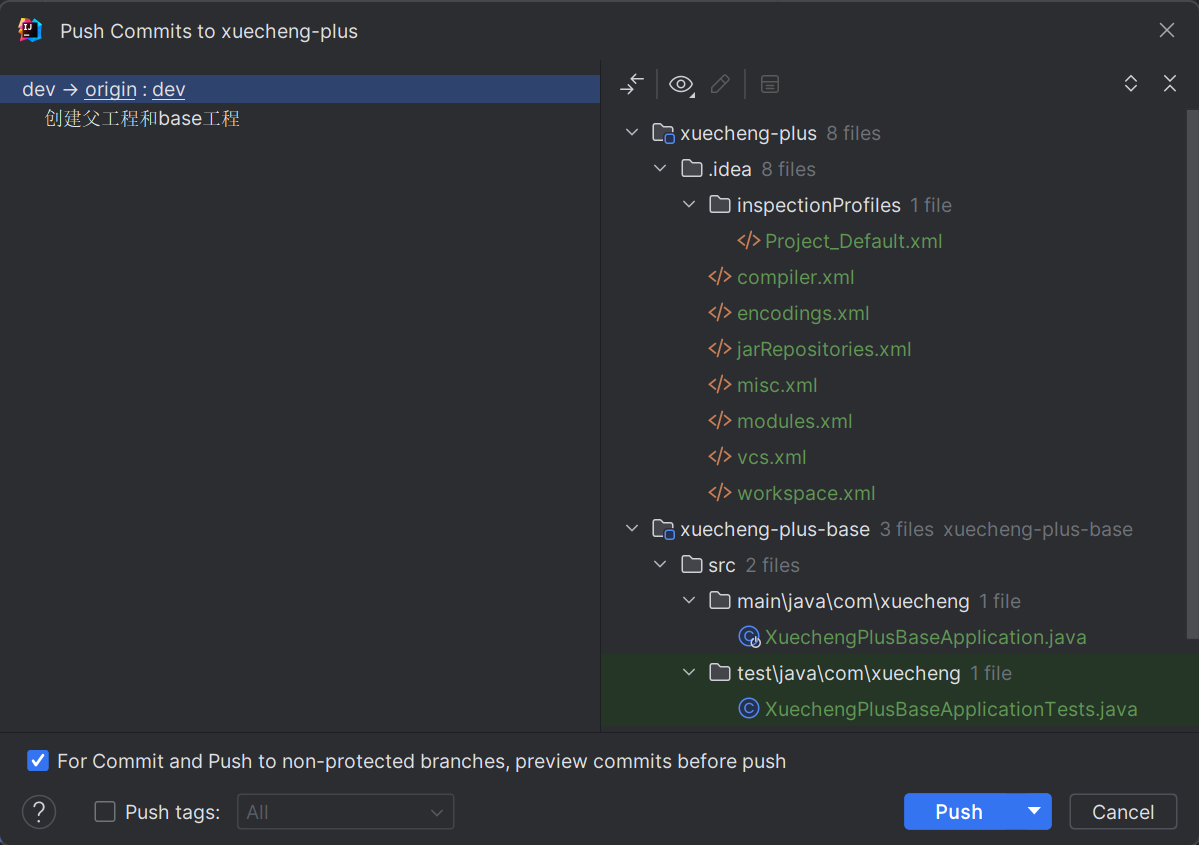 Push Commits to xuecheng-plus
dev → origin : dev
创建父工程和base工程
xuecheng-plus 8 files
.idea 8 files
inspectionProfiles 1 file
Project_Default.xml
compiler.xml
encodings.xml
jarRepositories.xml
misc.xml
modules.xml
vcs.xml
workspace.xml
xuecheng-plus-base 3 files xuecheng-plus-base
src 2 files
main\java\com\xuecheng 1 file
XuechengPlusBaseApplication.java
test\java\com\xuecheng 1 file
XuechengPlusBaseApplicationTests.java
For Commit and Push to non-protected branches, preview commits before push
? Push tags: All Push Cancel